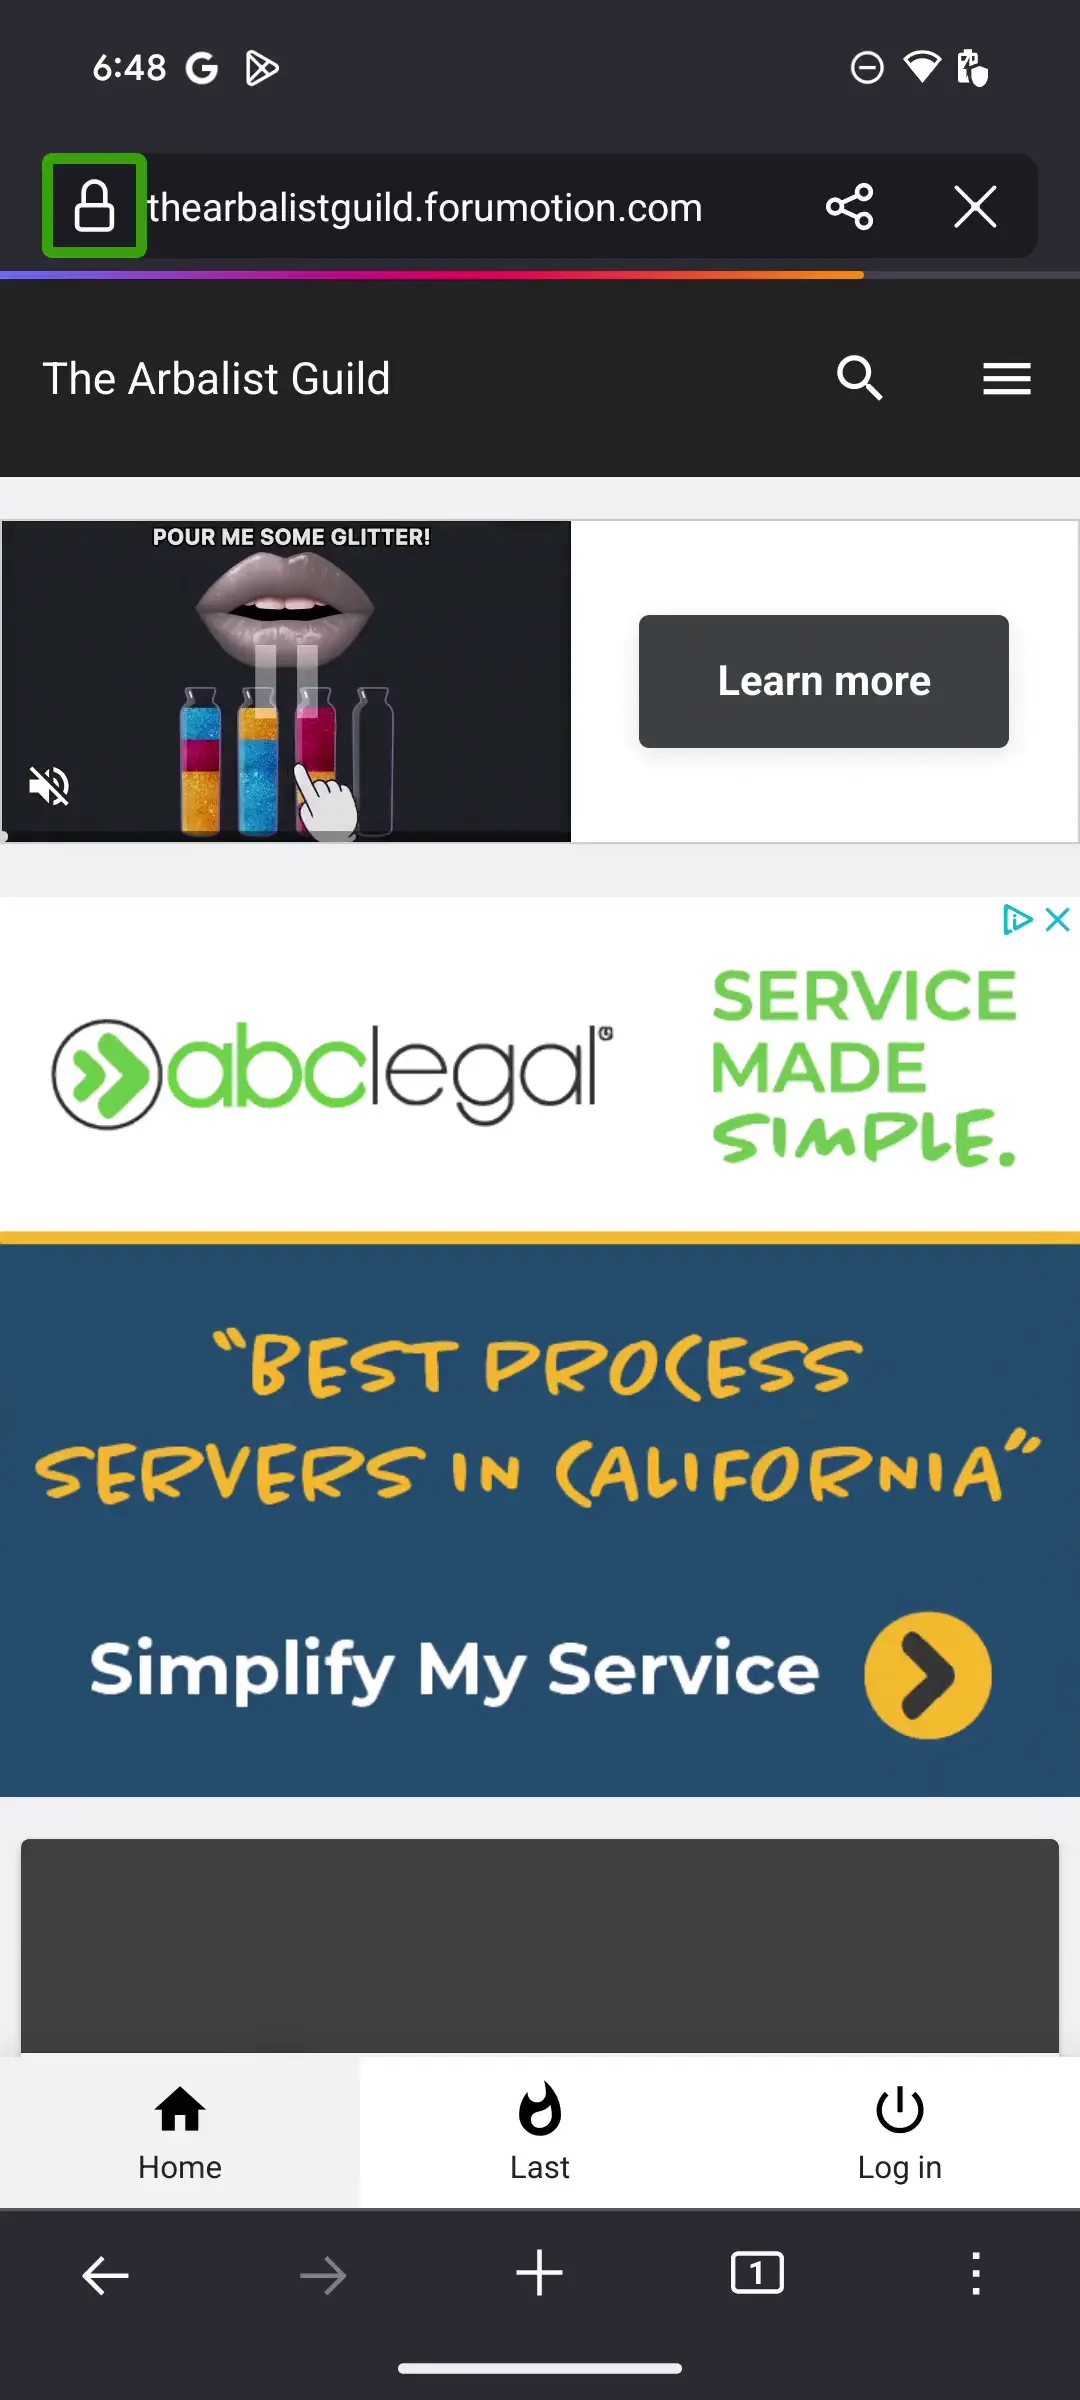 6:48
thearbalistguild.forumotion.com
The Arbalist Guild
POUR ME SOME GLITTER!
Learn more
abclegal
SERVICE
MADE
SIMPLE.
"BEST PROCESS
SERVERS IN CALIFORNIA"
Simplify My Service
Home
Last
Log in
1